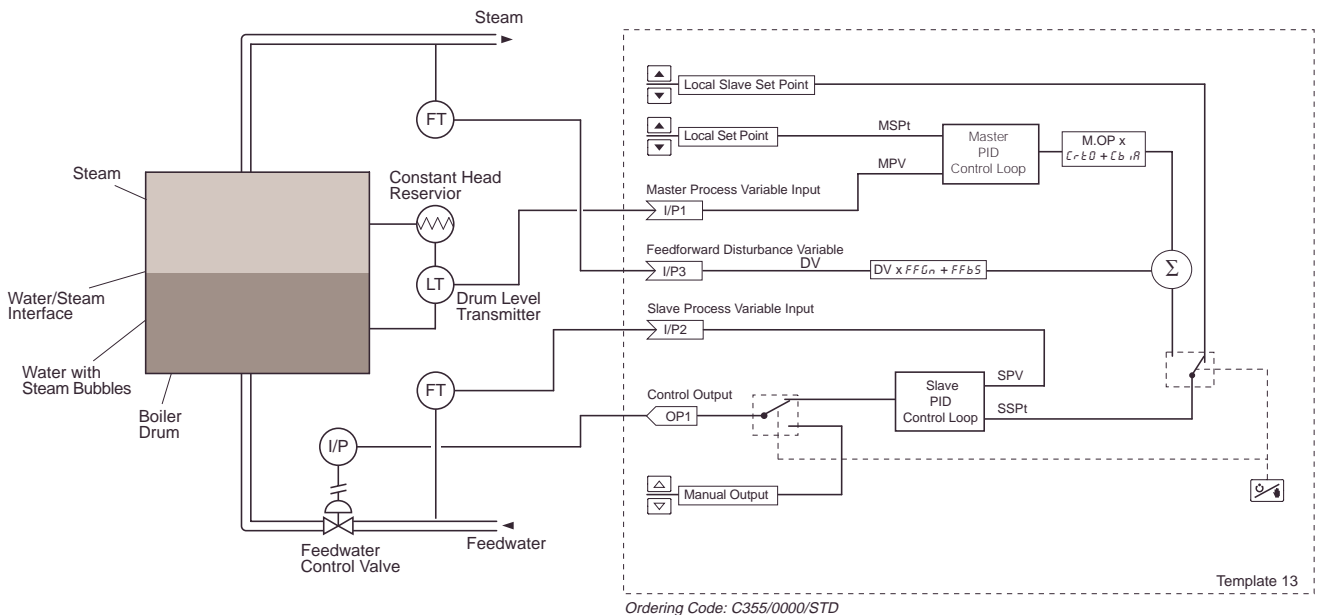 Steam
FT
Steam
Constant Head
Reservior
LT
Drum Level
Transmitter
Water/Steam
Interface
Water with
Steam Bubbles
Boiler
Drum
FT
I/P
Feedwater
Control Valve
Feedwater
Local Slave Set Point
Local Set Point
MSPt
MPV
Master
PID
Control Loop
M.OP x
CrtO + CbiA
Master Process Variable Input
I/P1
Feedforward Disturbance Variable
I/P3
DV
DV x FFGn + FFbS
Σ
Slave Process Variable Input
I/P2
SPV
Slave
PID
Control Loop
SSPt
Control Output
OP1
Manual Output
Template 13
Ordering Code: C355/0000/STD